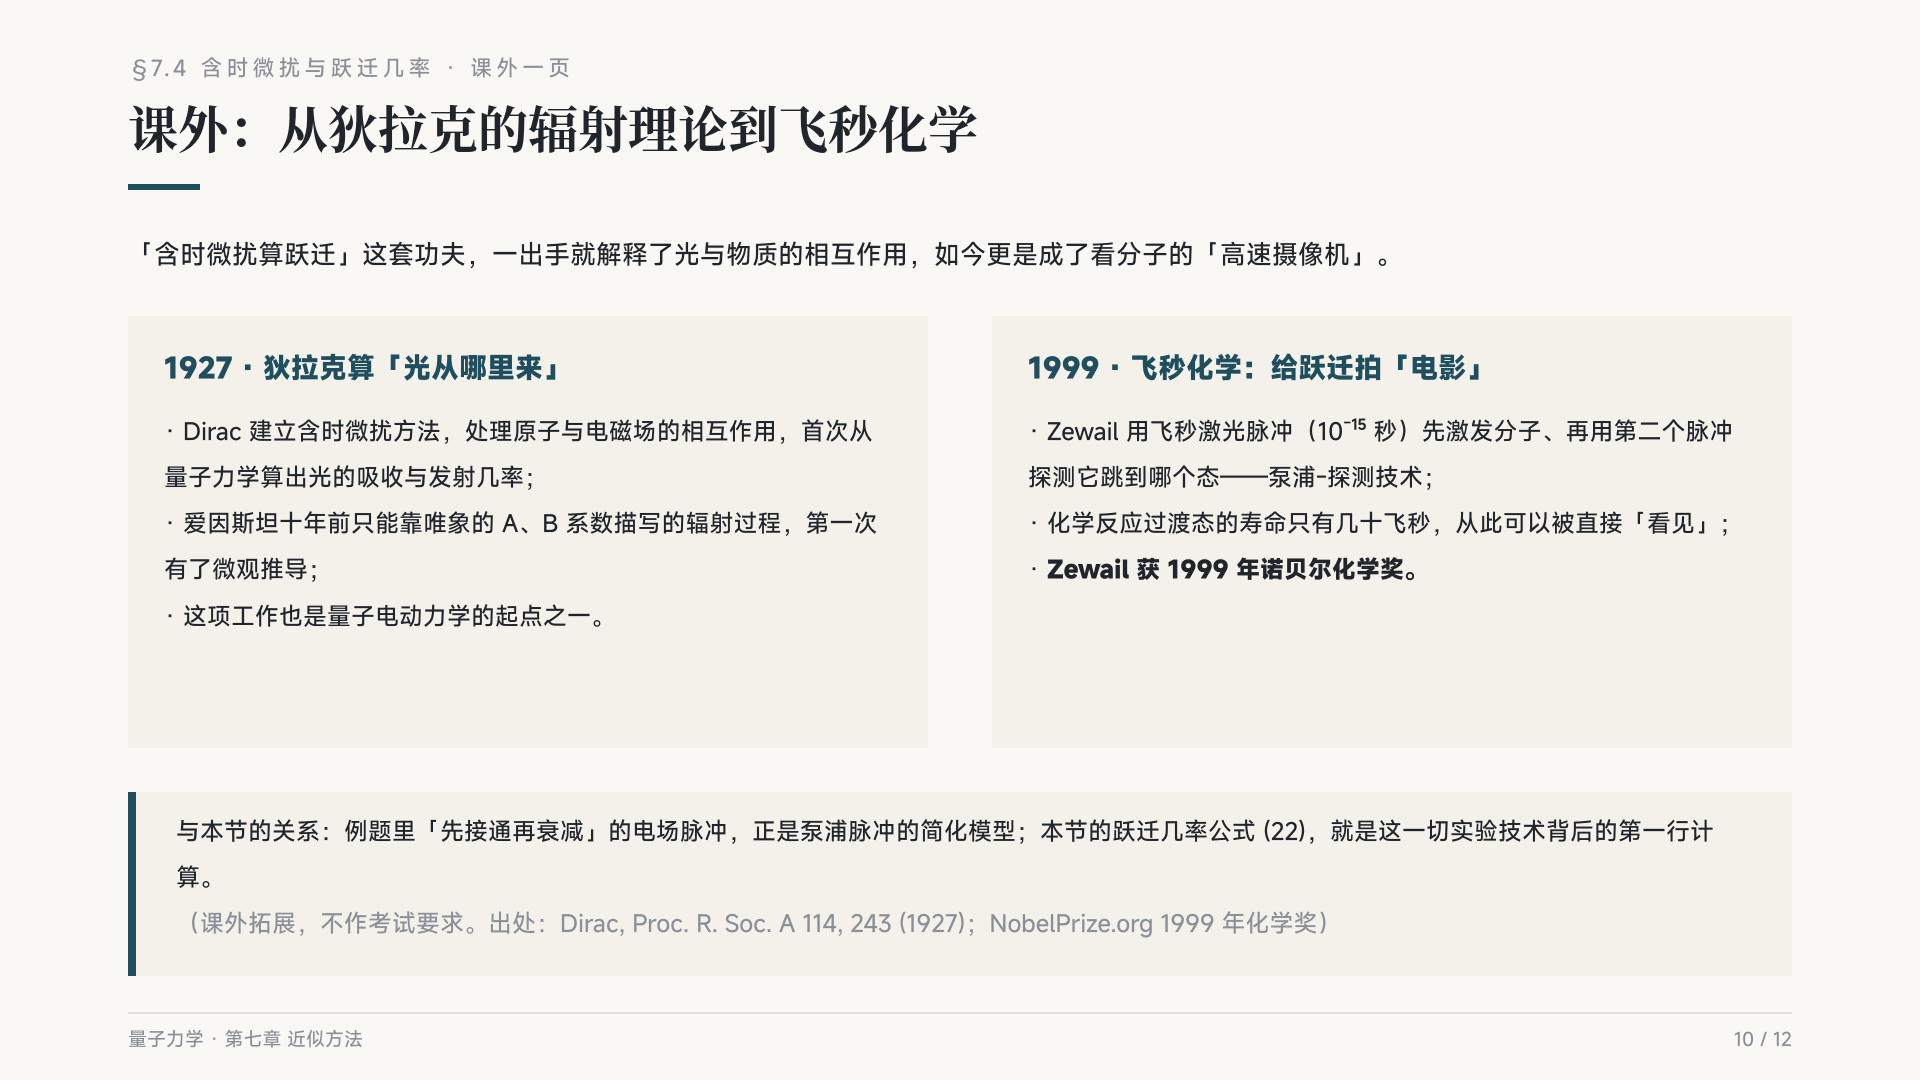 §7.4 含时微扰与跃迁几率 · 课外一页
课外：从狄拉克的辐射理论到飞秒化学
「含时微扰算跃迁」这套功夫，一出手就解释了光与物质的相互作用，如今更是成了看分子的「高速摄像机」。
1927 · 狄拉克算「光从哪里来」
· Dirac 建立含时微扰方法，处理原子与电磁场的相互作用，首次从
量子力学算出光的吸收与发射几率；
· 爱因斯坦十年前只能靠唯象的 A、B 系数描写的辐射过程，第一次
有了微观推导；
· 这项工作也是量子电动力学的起点之一。
1999 · 飞秒化学：给跃迁拍「电影」
· Zewail 用飞秒激光脉冲（10⁻¹⁵ 秒）先激发分子、再用第二个脉冲
探测它跳到哪个态——泵浦-探测技术；
· 化学反应过渡态的寿命只有几十飞秒，从此可以被直接「看见」；
· Zewail 获 1999 年诺贝尔化学奖。
与本节的关系：例题里「先接通再衰减」的电场脉冲，正是泵浦脉冲的简化模型；本节的跃迁几率公式 (22)，就是这一切实验技术背后的第一行计
算。
（课外拓展，不作考试要求。出处：Dirac, Proc. R. Soc. A 114, 243 (1927)；NobelPrize.org 1999 年化学奖）
量子力学 · 第七章 近似方法
10 / 12